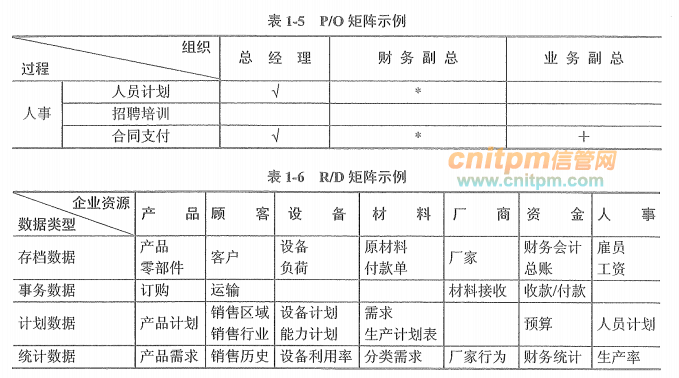 表 1-5 P/O 矩阵示例
组织
过程
总 经 理 财 务 副 总 业 务 副 总
人事
人员计划 √ *
招聘培训
合同支付 √ * +
cnitpm信管网
www.cnitpm.com
表 1-6 R/D 矩阵示例
企业资源
数据类型
产 品 顾 客 设 备 材 料 厂 商 资 金 人 事
存档数据 产品 零部件 客户 设备 负荷 原材料 付款单 厂家 财务会计 总账 雇员 工资
事务数据 订购 运输 材料接收 收款/付款
计划数据 产品计划 销售区域 销售行业 设备计划 能力计划 需求 生产计划表 预算 人员计划
统计数据 产品需求 销售历史 设备利用率 分类需求 厂家行为 财务统计 生产率